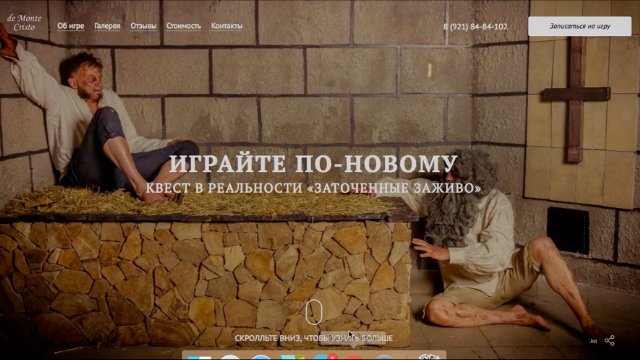 de Monte
Cristo
Об игре Галерея Отзывы Стоимость Контакты
8 (921) 84-84-102
Записаться на игру
ИГРАЙТЕ ПО-НОВОМУ
КВЕСТ В РЕАЛЬНОСТИ «ЗАТОЧЕННЫЕ ЗАЖИВО»
СКРОЛЛЬТЕ ВНИЗ, ЧТОБЫ УЗНАТЬ БОЛЬШЕ